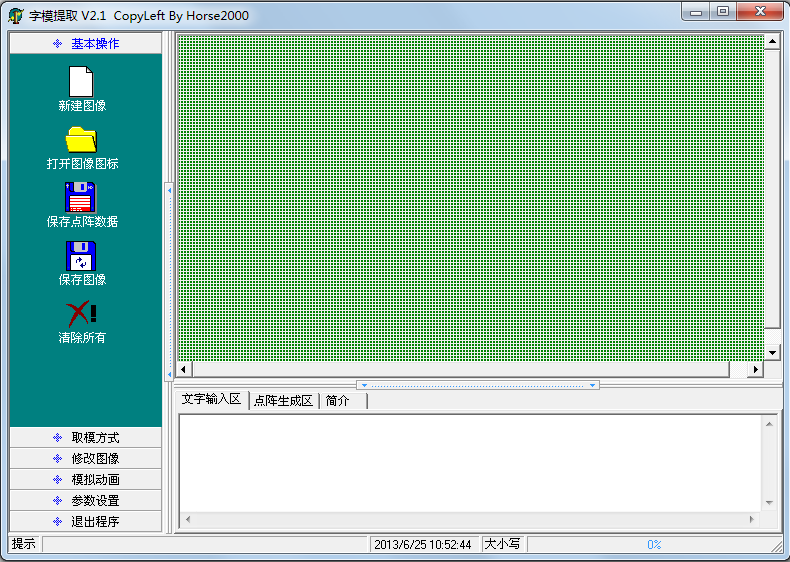 字模提取 V2.1 CopyLeft By Horse2000
基本操作
新建图像
打开图像图标
保存点阵数据
保存图像
清除所有
取模方式
修改图像
模拟动画
参数设置
退出程序
文字输入区 点阵生成区 简介
提示 2013/6/25 10:52:44 大小写 0%